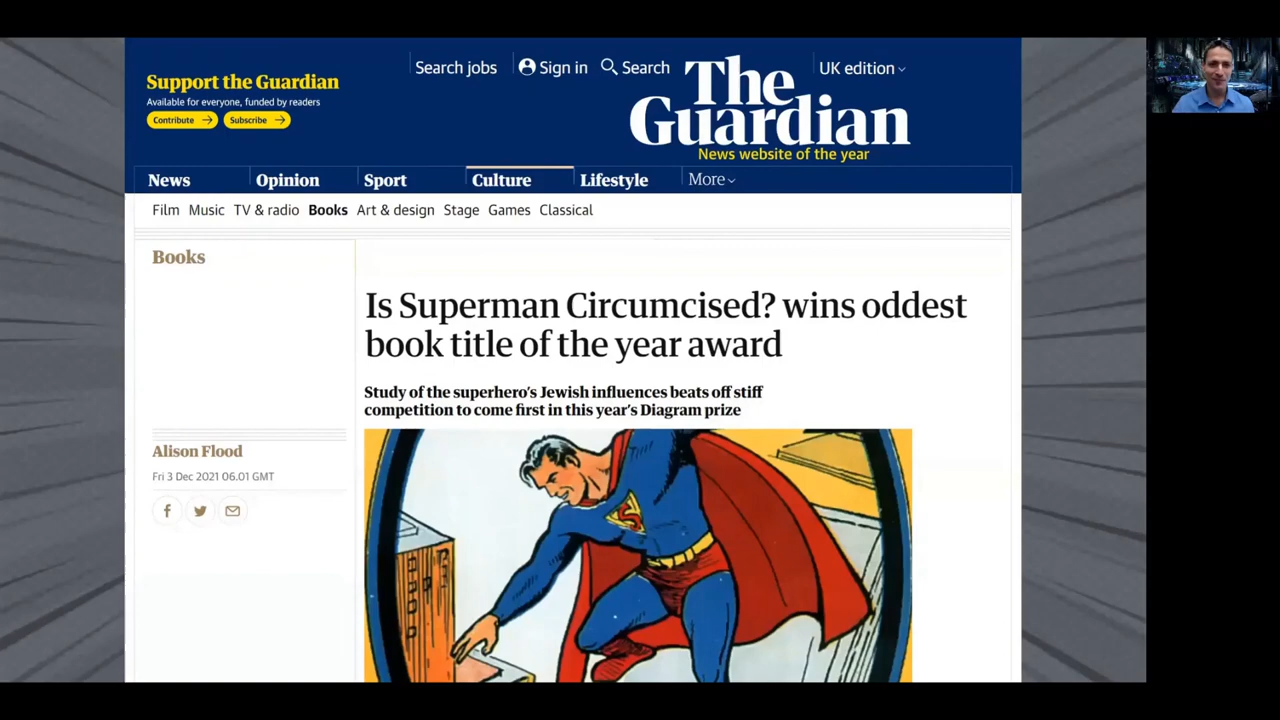 Support the Guardian
Available for everyone, funded by readers
Contribute → Subscribe →
Search jobs Sign in Search UK edition
The
Guardian
News website of the year
News Opinion Sport Culture Lifestyle More
Film Music TV & radio Books Art & design Stage Games Classical
Books
Is Superman Circumcised? wins oddest
book title of the year award
Study of the superhero's Jewish influences beats off stiff
competition to come first in this year's Diagram prize
Alison Flood
Fri 3 Dec 2021 06.01 GMT
S